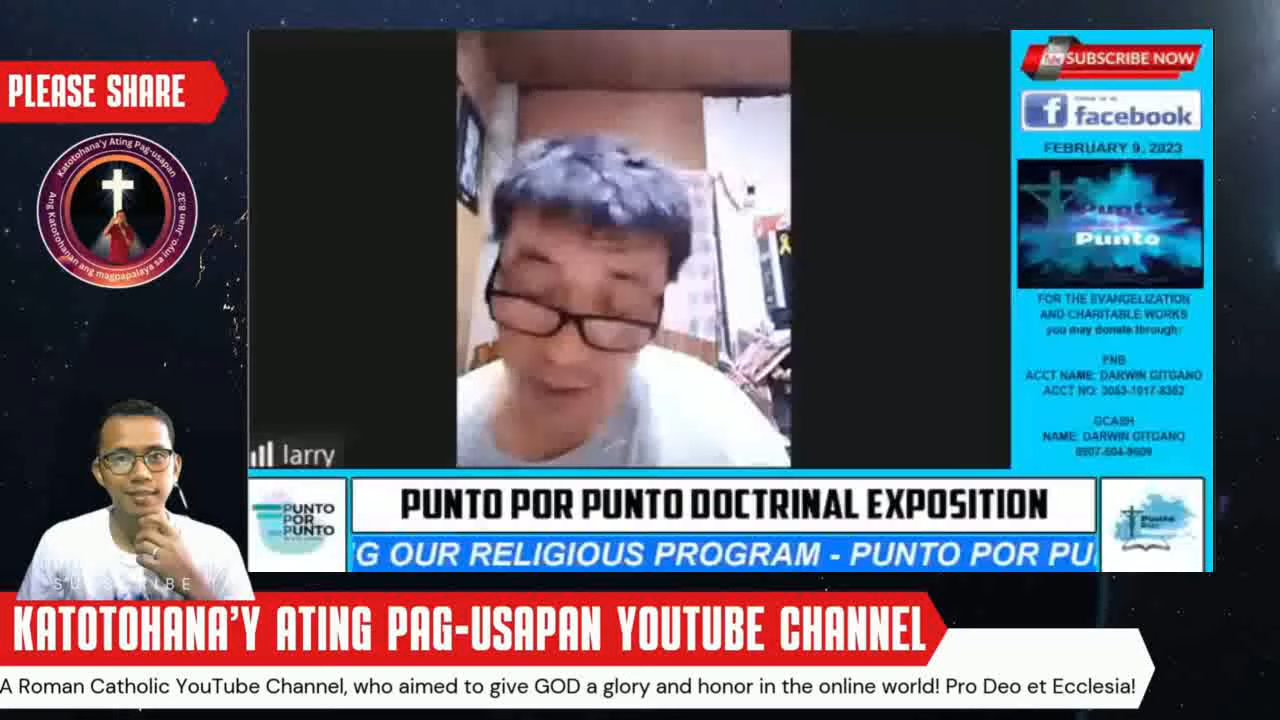 PLEASE SHARE
Katotohana'y Ating Pag-usapan
Ang Katotohanan ang magpapalaya sa inyo. Juan 8:32
SUBSCRIBE
larry
SUBSCRIBE NOW
facebook
FEBRUARY 9, 2023
Punto
Punto
FOR THE EVANGELIZATION
AND CHARITABLE WORKS
you may donate through:
PNB
ACCT NAME: DARWIN GITGANO
GCASH
NAME: DARWIN GITGANO
PUNTO
POR
PUNTO
PUNTO POR PUNTO DOCTRINAL EXPOSITION
G OUR RELIGIOUS PROGRAM - PUNTO POR PU
KATOTOHANA'Y ATING PAG-USAPAN YOUTUBE CHANNEL
A Roman Catholic YouTube Channel, who aimed to give GOD a glory and honor in the online world! Pro Deo et Ecclesia!